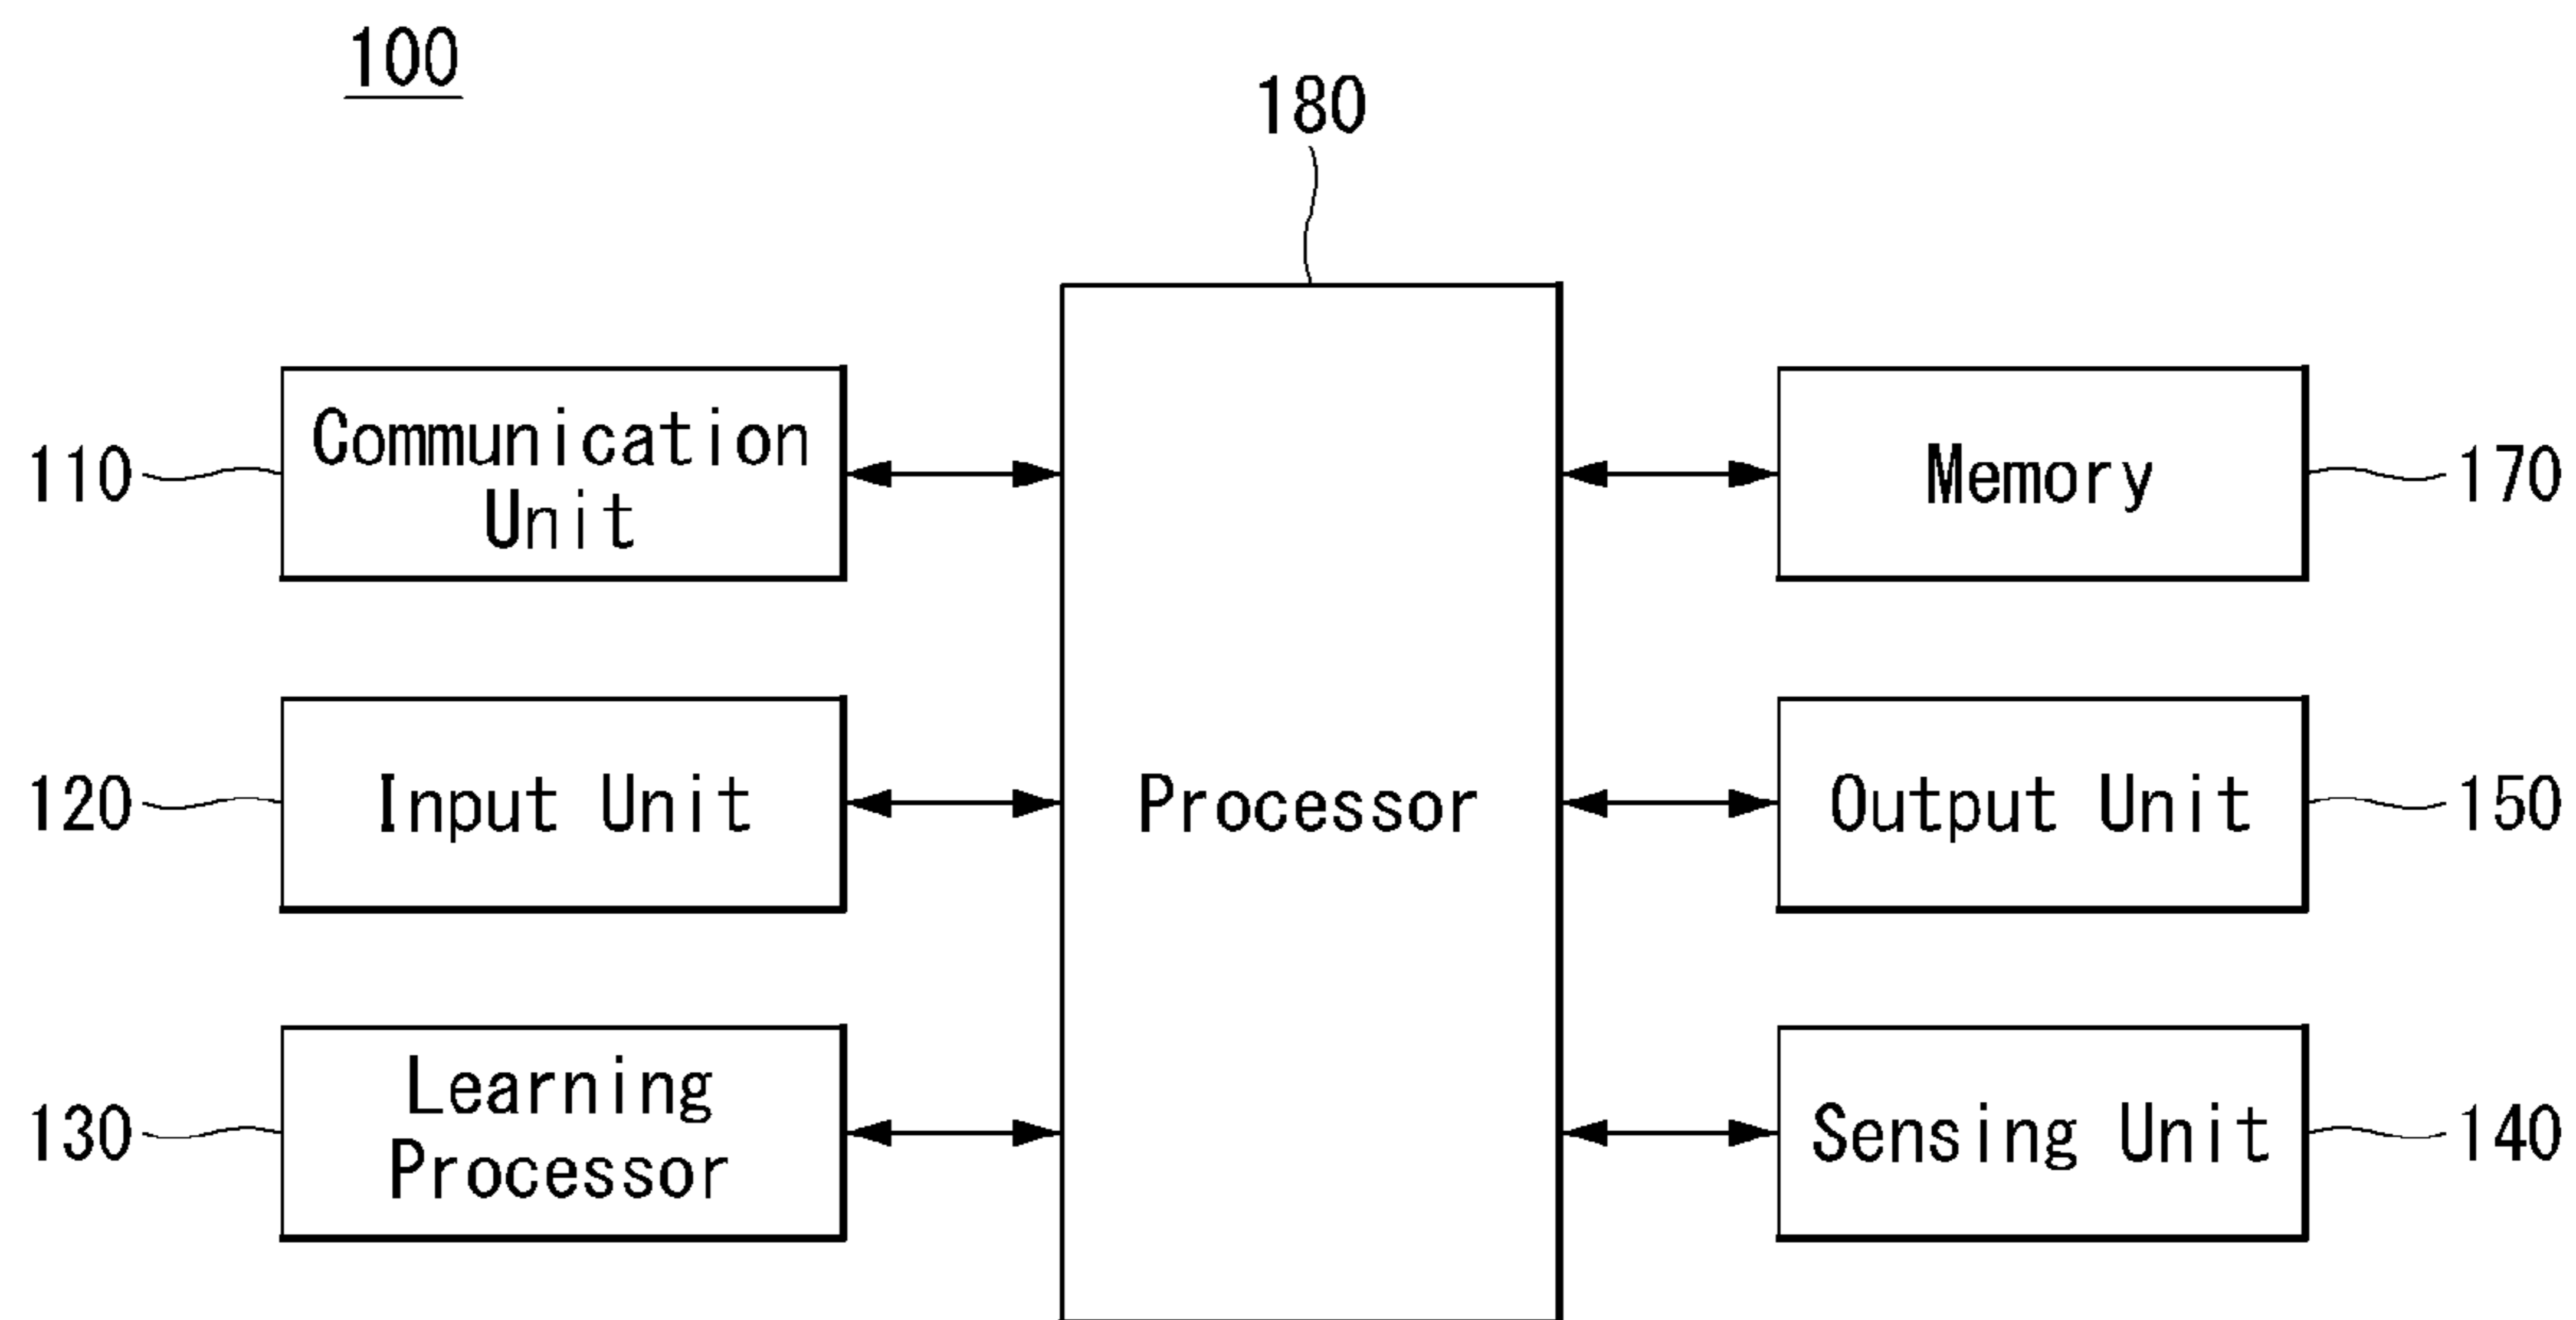 100
180
110
Communication
Unit
Memory
170
120
Input Unit
Processor
Output Unit
150
130
Learning
Processor
Sensing Unit
140